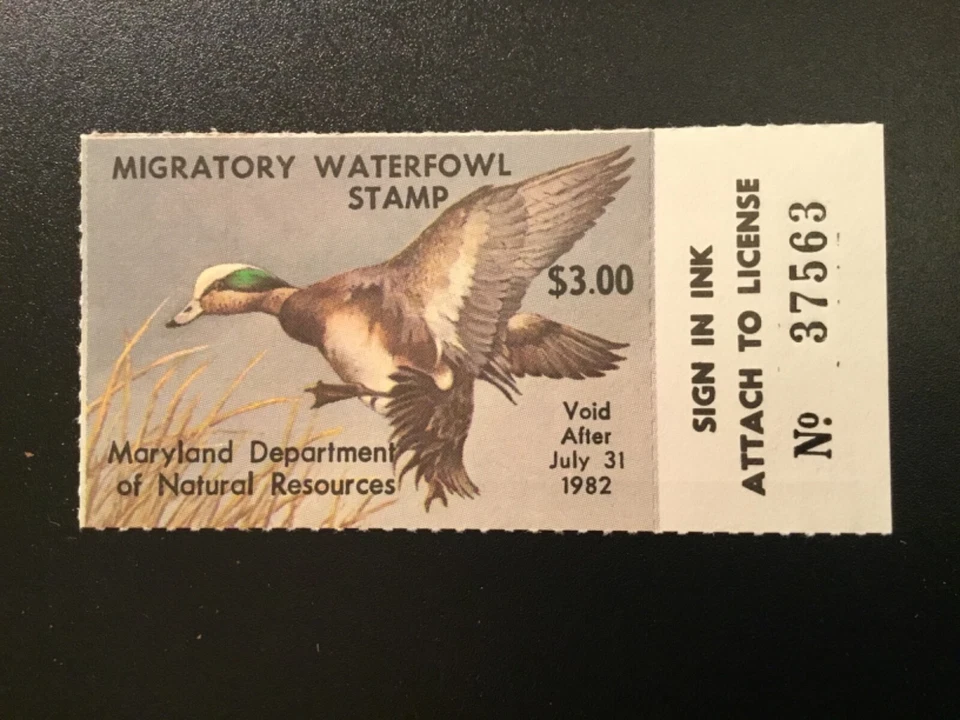 MIGRATORY WATERFOWL
STAMP
$3.00
Void
After
July 31
1982
Maryland Department
of Natural Resources
SIGN IN INK
ATTACH TO LICENSE
Nº 37563